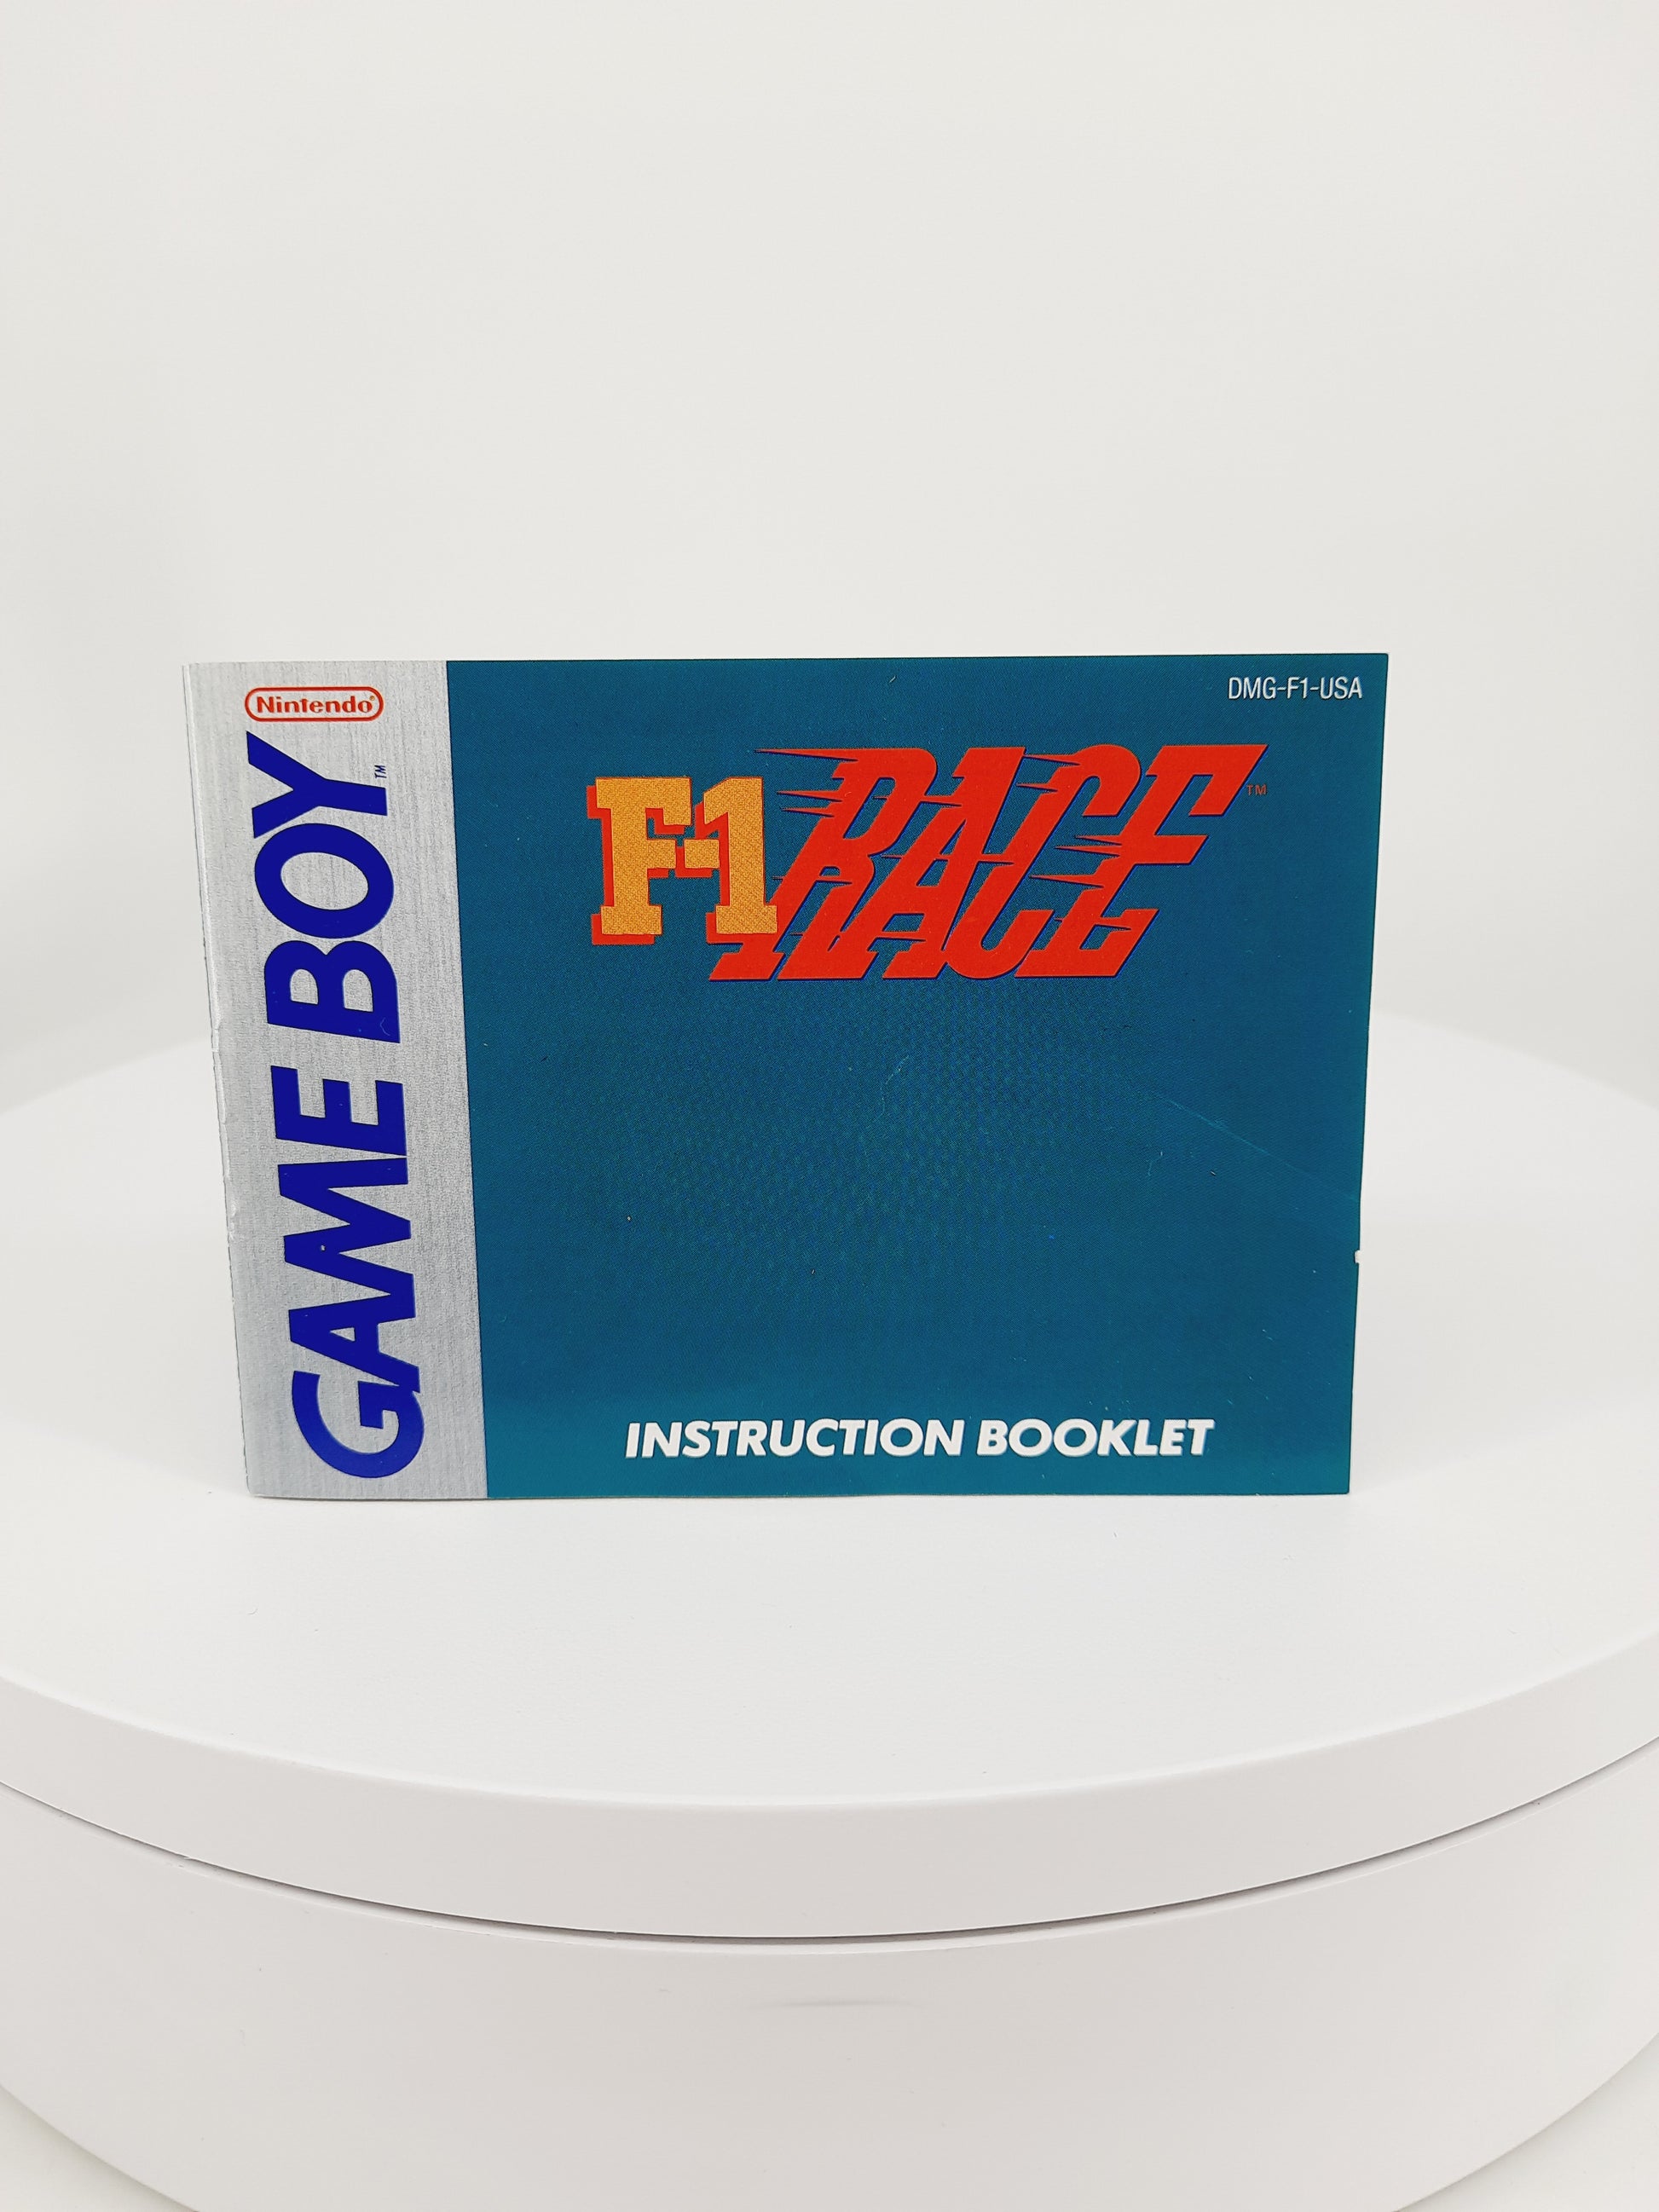 Nintendo®
GAME BOY™
DMG-F1-USA
F-1 RACE™
INSTRUCTION BOOKLET